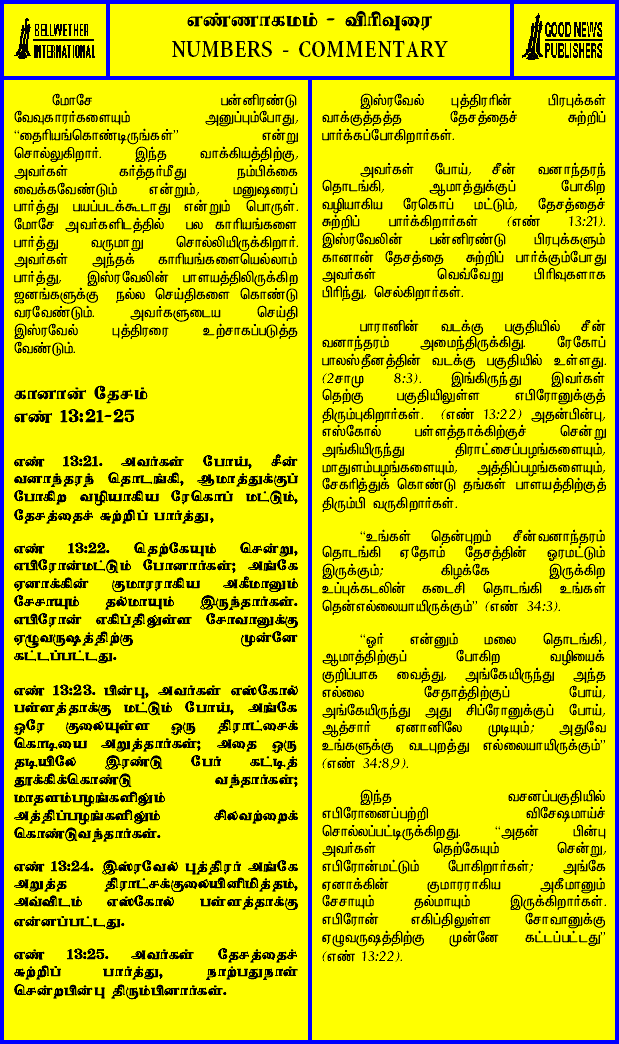 BELLWETHER
INTERNATIONAL
எண்ணாகமம் - விரிவுரை
NUMBERS - COMMENTARY
GOOD NEWS
PUBLISHERS
மோசே பன்னிரண்டு
வேவுகாரர்களையும் அனுப்பும்போது,
“தைரியங்கொண்டிருங்கள்” என்று
சொல்லுகிறார். இந்த வாக்கியத்திற்கு,
அவர்கள் கர்த்தர்மீது நம்பிக்கை
வைக்கவேண்டும் என்றும், மனுஷரைப்
பார்த்து பயப்படக்கூடாது என்றும் பொருள்.
மோசே அவர்களிடத்தில் பல காரியங்களை
பார்த்து வருமாறு சொல்லியிருக்கிறார்.
அவர்கள் அந்தக் காரியங்களையெல்லாம்
பார்த்து, இஸ்ரவேலின் பாளயத்திலிருக்கிற
ஜனங்களுக்கு நல்ல செய்திகளை கொண்டு
வரவேண்டும். அவர்களுடைய செய்தி
இஸ்ரவேல் புத்திரரை உற்சாகப்படுத்த
வேண்டும்.
கானான் தேசம்
எண் 13:21-25
எண் 13:21. அவர்கள் போய், சீன்
வனாந்தரந் தொடங்கி, ஆமாத்துக்குப்
போகிற வழியாகிய ரேகொப் மட்டும்,
தேசத்தைச் சுற்றிப் பார்த்து,
எண் 13:22. தெற்கேயும் சென்று,
எபிரோன்மட்டும் போனார்கள்; அங்கே
ஏனாக்கின் குமாரராகிய அகீமானும்
சேசாயும் தல்மாயும் இருந்தார்கள்.
எபிரோன் எகிப்திலுள்ள சோவானுக்கு
ஏழுவருஷத்திற்கு முன்னே
கட்டப்பட்டது.
எண் 13:23. பின்பு, அவர்கள் எஸ்கோல்
பள்ளத்தாக்கு மட்டும் போய், அங்கே
ஒரே குலையுள்ள ஒரு திராட்சைக்
கொடியை அறுத்தார்கள்; அதை ஒரு
தடியிலே இரண்டு பேர் கட்டித்
தூக்கிக்கொண்டு வந்தார்கள்;
மாதளம்பழங்களிலும்
அத்திப்பழங்களிலும் சிலவற்றைக்
கொண்டுவந்தார்கள்.
எண் 13:24. இஸ்ரவேல் புத்திரர் அங்கே
அறுத்த திராட்சக்குலையினிமித்தம்,
அவ்விடம் எஸ்கோல் பள்ளத்தாக்கு
என்னப்பட்டது.
எண் 13:25. அவர்கள் தேசத்தைச்
சுற்றிப் பார்த்து, நாற்பதுநாள்
சென்றபின்பு திரும்பினார்கள்.
இஸ்ரவேல் புத்திரரின் பிரபுக்கள்
வாக்குத்தத்த தேசத்தைச் சுற்றிப்
பார்க்கப்போகிறார்கள்.
அவர்கள் போய், சீன் வனாந்தரந்
தொடங்கி, ஆமாத்துக்குப் போகிற
வழியாகிய ரேகொப் மட்டும், தேசத்தைச்
சுற்றிப் பார்க்கிறார்கள் (எண் 13:21).
இஸ்ரவேலின் பன்னிரண்டு பிரபுக்களும்
கானான் தேசத்தை சுற்றிப் பார்க்கும்போது
அவர்கள் வெவ்வேறு பிரிவுகளாக
பிரிந்து, செல்கிறார்கள்.
பாரானின் வடக்கு பகுதியில் சீன்
வனாந்தரம் அமைந்திருக்கிது. ரேகோப்
பாலஸ்தீனத்தின் வடக்கு பகுதியில் உள்ளது.
(2சாமு 8:3). இங்கிருந்து இவர்கள்
தெற்கு பகுதியிலுள்ள எபிரோனுக்குத்
திரும்புகிறார்கள். (எண் 13:22) அதன்பின்பு,
எஸ்கோல் பள்ளத்தாக்கிற்குச் சென்று
அங்கியிருந்து திராட்சைப்பழங்களையும்,
மாதுளம்பழங்களையும், அத்திப்பழங்களையும்,
சேகரித்துக் கொண்டு தங்கள் பாளயத்திற்குத்
திரும்பி வருகிறார்கள்.
“உங்கள் தென்புறம் சீன்வனாந்தரம்
தொடங்கி ஏதோம் தேசத்தின் ஓரமட்டும்
இருக்கும்; கிழக்கே இருக்கிற
உப்புக்கடலின் கடைசி தொடங்கி உங்கள்
தென்எல்லையாயிருக்கும்” (எண் 34:3).
“ஓர் என்னும் மலை தொடங்கி,
ஆமாத்திற்குப் போகிற வழியைக்
குறிப்பாக வைத்து, அங்கேயிருந்து அந்த
எல்லை சேதாத்திற்குப் போய்,
அங்கேயிருந்து அது சிப்ரோனுக்குப் போய்,
ஆத்சார் ஏனானிலே முடியும்; அதுவே
உங்களுக்கு வடபுறத்து எல்லையாயிருக்கும்”
(எண் 34:8,9).
இந்த வசனப்பகுதியில்
எபிரோனைப்பற்றி விசேஷமாய்ச்
சொல்லப்பட்டிருக்கிறது. “அதன் பின்பு
அவர்கள் தெற்கேயும் சென்று,
எபிரோன்மட்டும் போகிறார்கள்; அங்கே
ஏனாக்கின் குமாரராகிய அகீமானும்
சேசாயும் தல்மாயும் இருக்கிறார்கள்.
எபிரோன் எகிப்திலுள்ள சோவானுக்கு
ஏழுவருஷத்திற்கு முன்னே கட்டப்பட்டது”
(எண் 13:22).